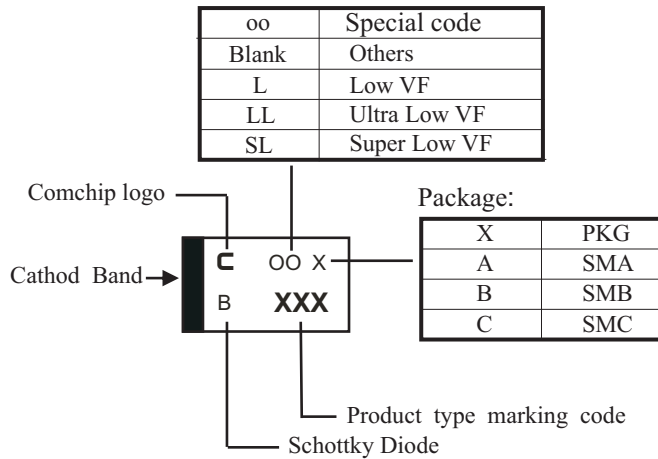 oo Special code
Blank Others
L Low VF
LL Ultra Low VF
SL Super Low VF
Comchip logo
Package:
X PKG
A SMA
B SMB
C SMC
Cathod Band
C OO X
B XXX
Product type marking code
Schottky Diode